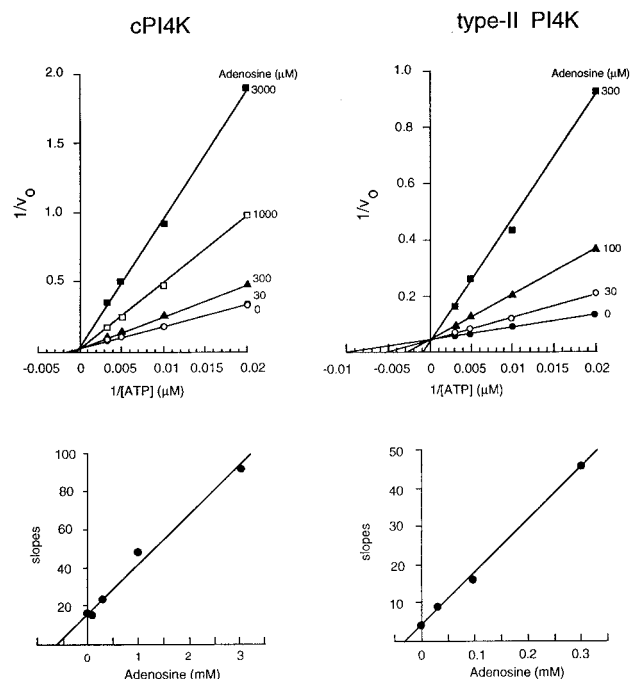 cPI4K
type-II PI4K
Adenosine (μM)
2.0
3000
1.0
1000
0.5
300
30
0
1/vo
-0.005 0 0.005 0.01 0.015 0.02
1/[ATP] (μM)
Adenosine (μM)
1.0
300
0.8
0.6
0.4
100
0.2
30
0
1/vo
-0.01 -0.005 0 0.005 0.01 0.015 0.02
1/[ATP] (μM)
100
80
60
40
20
slopes
0 1 2 3
Adenosine (mM)
50
40
30
20
10
slopes
0 0.1 0.2 0.3
Adenosine (mM)